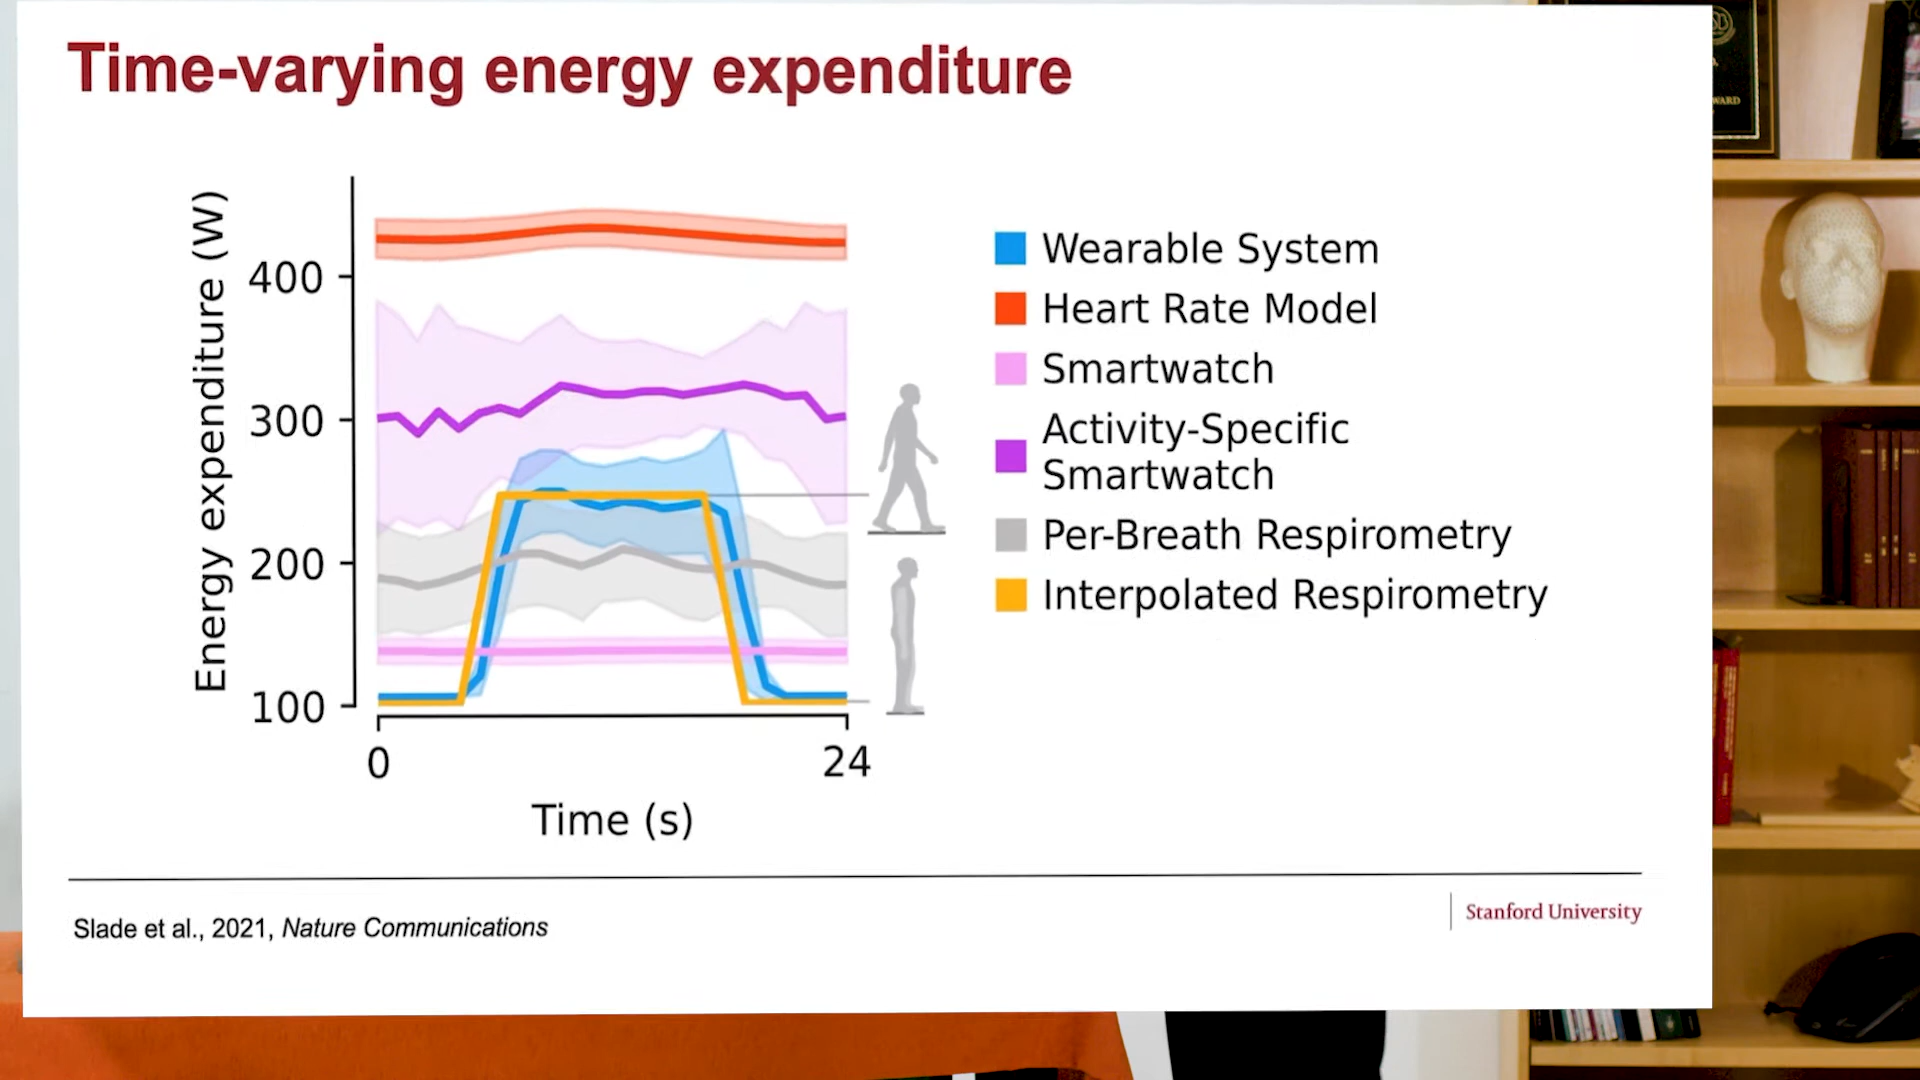 Time-varying energy expenditure
Energy expenditure (W)
400
300
200
100
0
24
Time (s)
Wearable System
Heart Rate Model
Smartwatch
Activity-Specific
Smartwatch
Per-Breath Respirometry
Interpolated Respirometry
Slade et al., 2021, Nature Communications
Stanford University